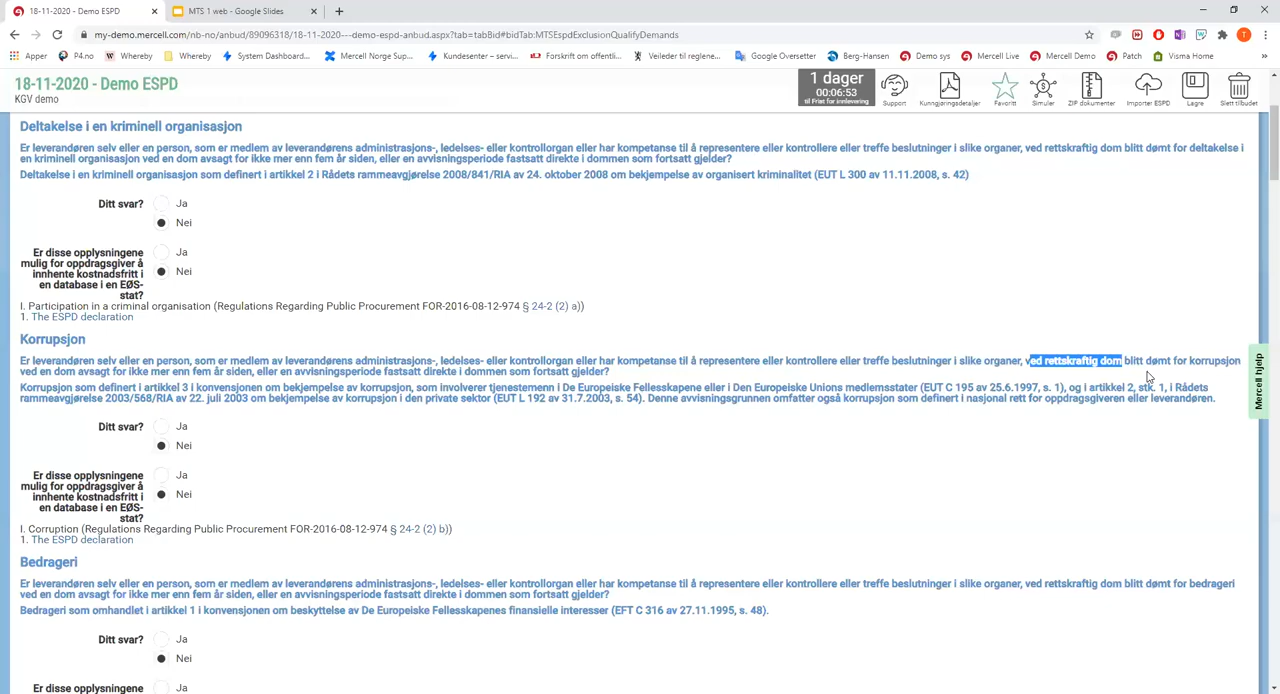 18-11-2020 - Demo ESPD
MTS 1 web - Google Slides
my-demo.mercell.com/nb-no/anbud/89096318/18-11-2020---demo-espd-anbud.aspx?tab=tabBid#bidTab:MTSEspdExclusionQualifyDemands
T
Apper
P4.no
Whereby
Whereby
System Dashboard...
Mercell Norge Sup...
Kundesenter – servi...
Forskrift om offentli...
Veileder til reglene...
Google Oversetter
Berg-Hansen
Demo sys
Mercell Live
Mercell Demo
Patch
Visma Home
»
18-11-2020 - Demo ESPD
KGV demo
1 dager
00:06:53
til Frist for innlevering
Support
Kunngjøringsdetaljer
Favoritt
Simuler
ZIP dokumenter
Importer ESPD
Lagre
Slett tilbudet
Deltakelse i en kriminell organisasjon
Er leverandøren selv eller en person, som er medlem av leverandørens administrasjons-, ledelses- eller kontrollorgan eller har kompetanse til å representere eller kontrollere eller treffe beslutninger i slike organer, ved rettskraftig dom blitt dømt for deltakelse i
en kriminell organisasjon ved en dom avsagt for ikke mer enn fem år siden, eller en avvisningsperiode fastsatt direkte i dommen som fortsatt gjelder?
Deltakelse i en kriminell organisasjon som definert i artikkel 2 i Rådets rammeavgjørelse 2008/841/RIA av 24. oktober 2008 om bekjempelse av organisert kriminalitet (EUT L 300 av 11.11.2008, s. 42)
Ditt svar?
Ja
Nei
Er disse opplysningene
mulig for oppdragsgiver å
innhente kostnadsfritt i
en database i en EØS-
stat?
Ja
Nei
I. Participation in a criminal organisation (Regulations Regarding Public Procurement FOR-2016-08-12-974 § 24-2 (2) a))
1. The ESPD declaration
Korrupsjon
Er leverandøren selv eller en person, som er medlem av leverandørens administrasjons-, ledelses- eller kontrollorgan eller har kompetanse til å representere eller kontrollere eller treffe beslutninger i slike organer, ved rettskraftig dom blitt dømt for korrupsjon
ved en dom avsagt for ikke mer enn fem år siden, eller en avvisningsperiode fastsatt direkte i dommen som fortsatt gjelder?
Korrupsjon som definert i artikkel 3 i konvensjonen om bekjempelse av korrupsjon, som involverer tjenestemenn i De Europeiske Fellesskapene eller i Den Europeiske Unions medlemsstater (EUT C 195 av 25.6.1997, s. 1), og i artikkel 2, stk. 1, i Rådets
rammeavgjørelse 2003/568/RIA av 22. juli 2003 om bekjempelse av korrupsjon i den private sektor (EUT L 192 av 31.7.2003, s. 54). Denne avvisningsgrunnen omfatter også korrupsjon som definert i nasjonal rett for oppdragsgiveren eller leverandøren.
Ditt svar?
Ja
Nei
Er disse opplysningene
mulig for oppdragsgiver å
innhente kostnadsfritt i
en database i en EØS-
stat?
Ja
Nei
I. Corruption (Regulations Regarding Public Procurement FOR-2016-08-12-974 § 24-2 (2) b))
1. The ESPD declaration
Bedrageri
Er leverandøren selv eller en person, som er medlem av leverandørens administrasjons-, ledelses- eller kontrollorgan eller har kompetanse til å representere eller kontrollere eller treffe beslutninger i slike organer, ved rettskraftig dom blitt dømt for bedrageri
ved en dom avsagt for ikke mer enn fem år siden, eller en avvisningsperiode fastsatt direkte i dommen som fortsatt gjelder?
Bedrageri som omhandlet i artikkel 1 i konvensjonen om beskyttelse av De Europeiske Fellesskapenes finansielle interesser (EFT C 316 av 27.11.1995, s. 48).
Ditt svar?
Ja
Nei
Er disse opplysningene
Ja
Mercell hjelp